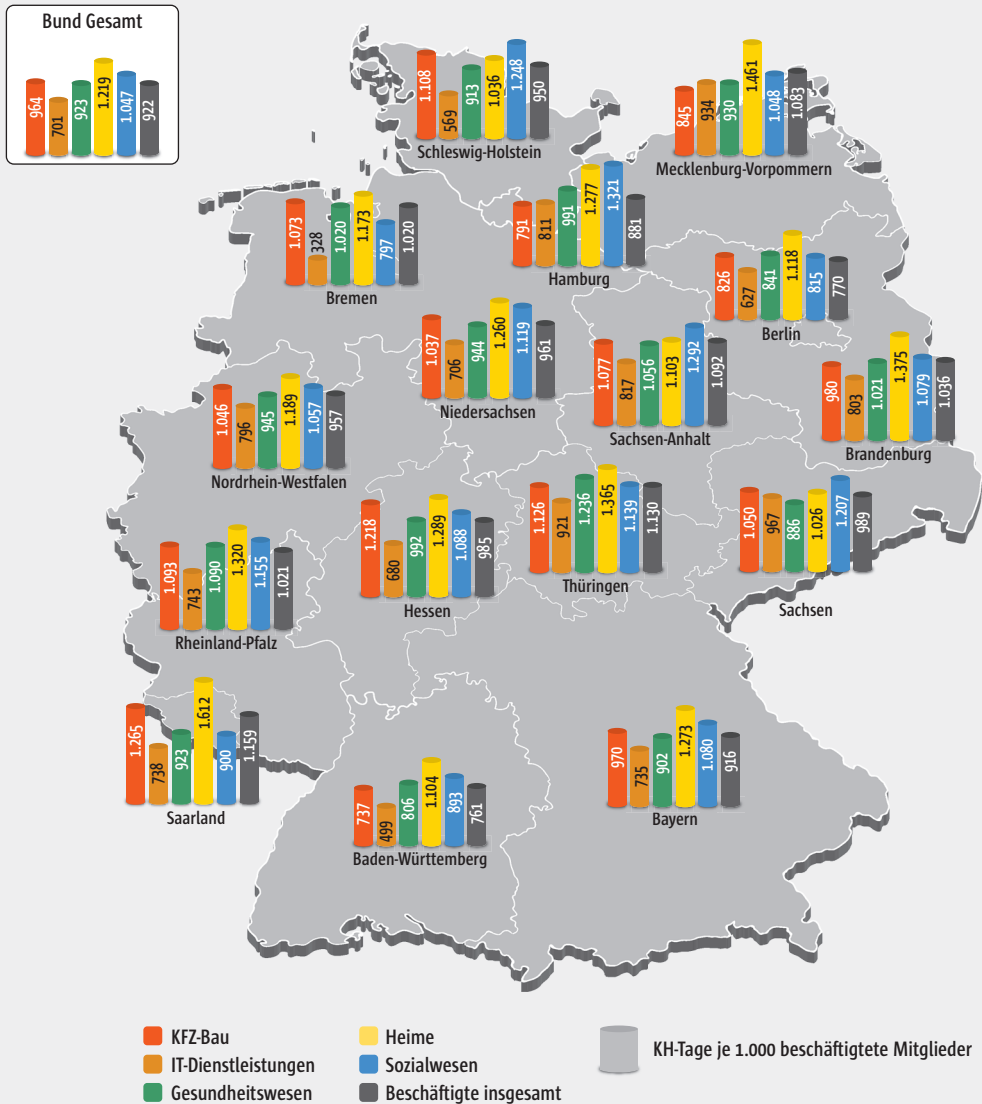 Bund Gesamt
964 701 923 1.219 1.047 922
1.108 569 913 1.036 1.248 950
Schleswig-Holstein
845 934 930 1.461 1.048 1.083
Mecklenburg-Vorpommern
1.073 328 1.020 1.173 797 1.020
Bremen
791 811 991 1.277 1.321 881
Hamburg
826 627 841 1.118 815 770
Berlin
1.037 706 944 1.260 1.119 961
Niedersachsen
1.077 817 1.056 1.103 1.292 1.092
Sachsen-Anhalt
980 803 1.021 1.375 1.079 1.036
Brandenburg
1.046 796 945 1.189 1.057 957
Nordrhein-Westfalen
1.218 680 992 1.289 1.088 985
Hessen
1.126 921 1.236 1.365 1.139 1.130
Thüringen
1.050 967 886 1.026 1.207 989
Sachsen
1.093 743 1.090 1.320 1.155 1.021
Rheinland-Pfalz
1.265 738 923 1.612 900 1.159
Saarland
737 499 806 1.104 893 761
Baden-Württemberg
970 735 902 1.273 1.080 916
Bayern
KFZ-Bau
IT-Dienstleistungen
Gesundheitswesen
Heime
Sozialwesen
Beschäftigte insgesamt
KH-Tage je 1.000 beschäftigtete Mitglieder